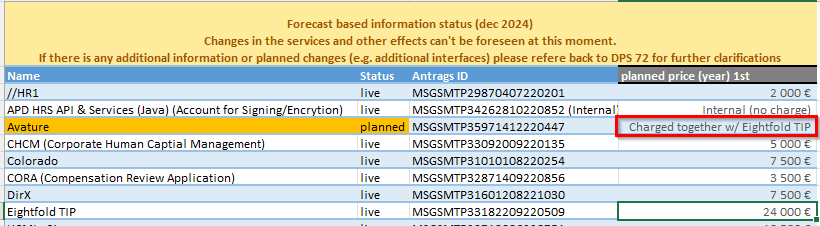 Forecast based information status (dec 2024)
Changes in the services and other effects can't be foreseen at this moment.
If there is any additional information or planned changes (e.g. additional interfaces) please refere back to DPS 72 for further clarifications
Name Status Antrags ID planned price (year) 1st
//HR1 live MSGSMTP29870407220201 2 000 €
APD HRS API & Services (Java) (Account for Signing/Encrytion) live MSGSMTP34262810220852 (Internal Internal (no charge)
Avature planned MSGSMTP35971412220447 Charged together w/ Eightfold TIP
CHCM (Corporate Human Captial Management) live MSGSMTP33092009220135 5 000 €
Colorado live MSGSMTP31010108220254 7 500 €
CORA (Compensation Review Application) live MSGSMTP32871409220856 3 500 €
DirX live MSGSMTP31601208221030 7 500 €
Eightfold TIP live MSGSMTP33182209220509 24 000 €